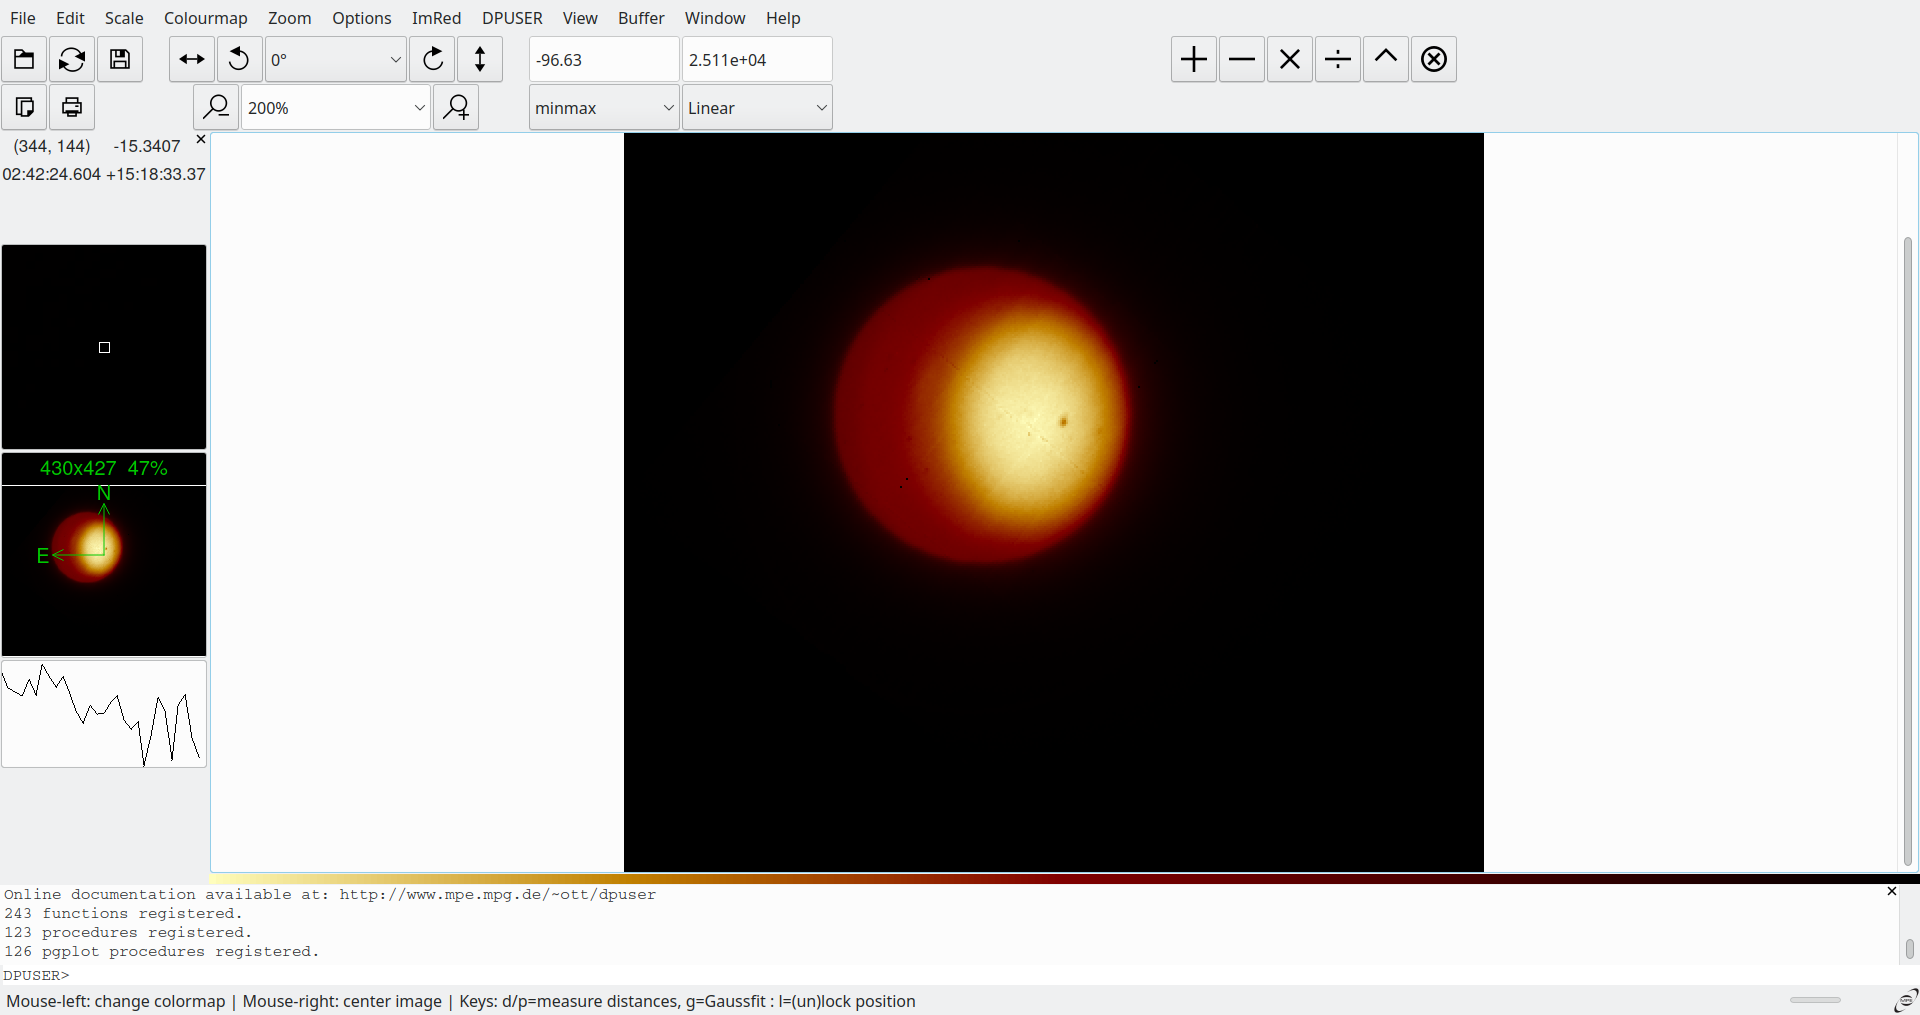 File Edit Scale Colourmap Zoom Options ImRed DPUSER View Buffer Window Help
0° -96.63 2.511e+04
200% minmax Linear
(344, 144) -15.3407
02:42:24.604 +15:18:33.37
430x427 47%
N
E
Online documentation available at: http://www.mpe.mpg.de/~ott/dpuser
243 functions registered.
123 procedures registered.
126 pgplot procedures registered.
DPUSER>
Mouse-left: change colormap | Mouse-right: center image | Keys: d/p=measure distances, g=Gaussfit : l=(un)lock position